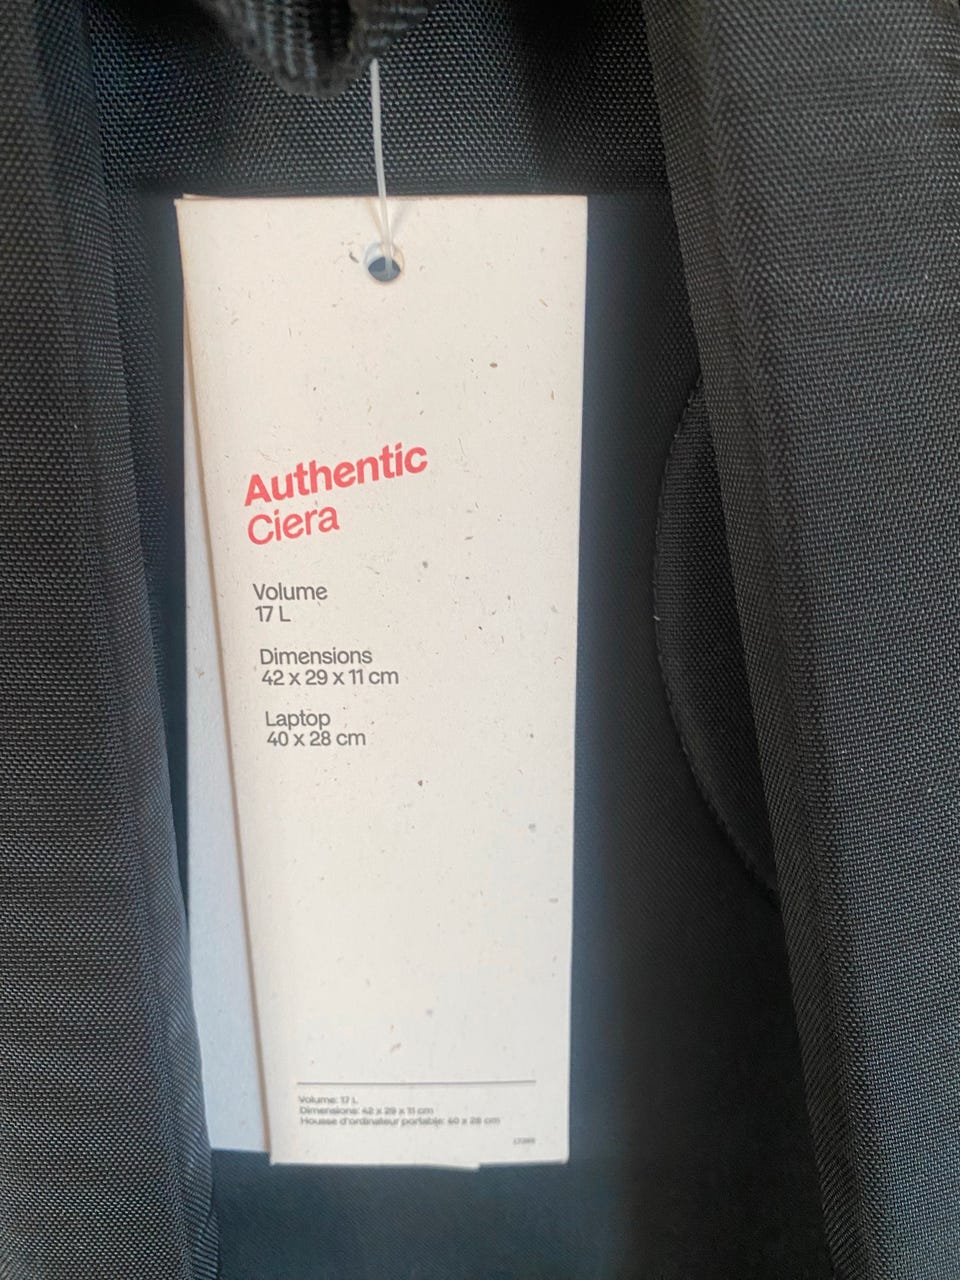 Authentic
Ciera
Volume
17 L
Dimensions
42 x 29 x 11 cm
Laptop
40 x 28 cm
Volume: 17 L
Dimensions: 42 x 29 x 11 cm
Housse d'ordinateur portable: 40 x 28 cm